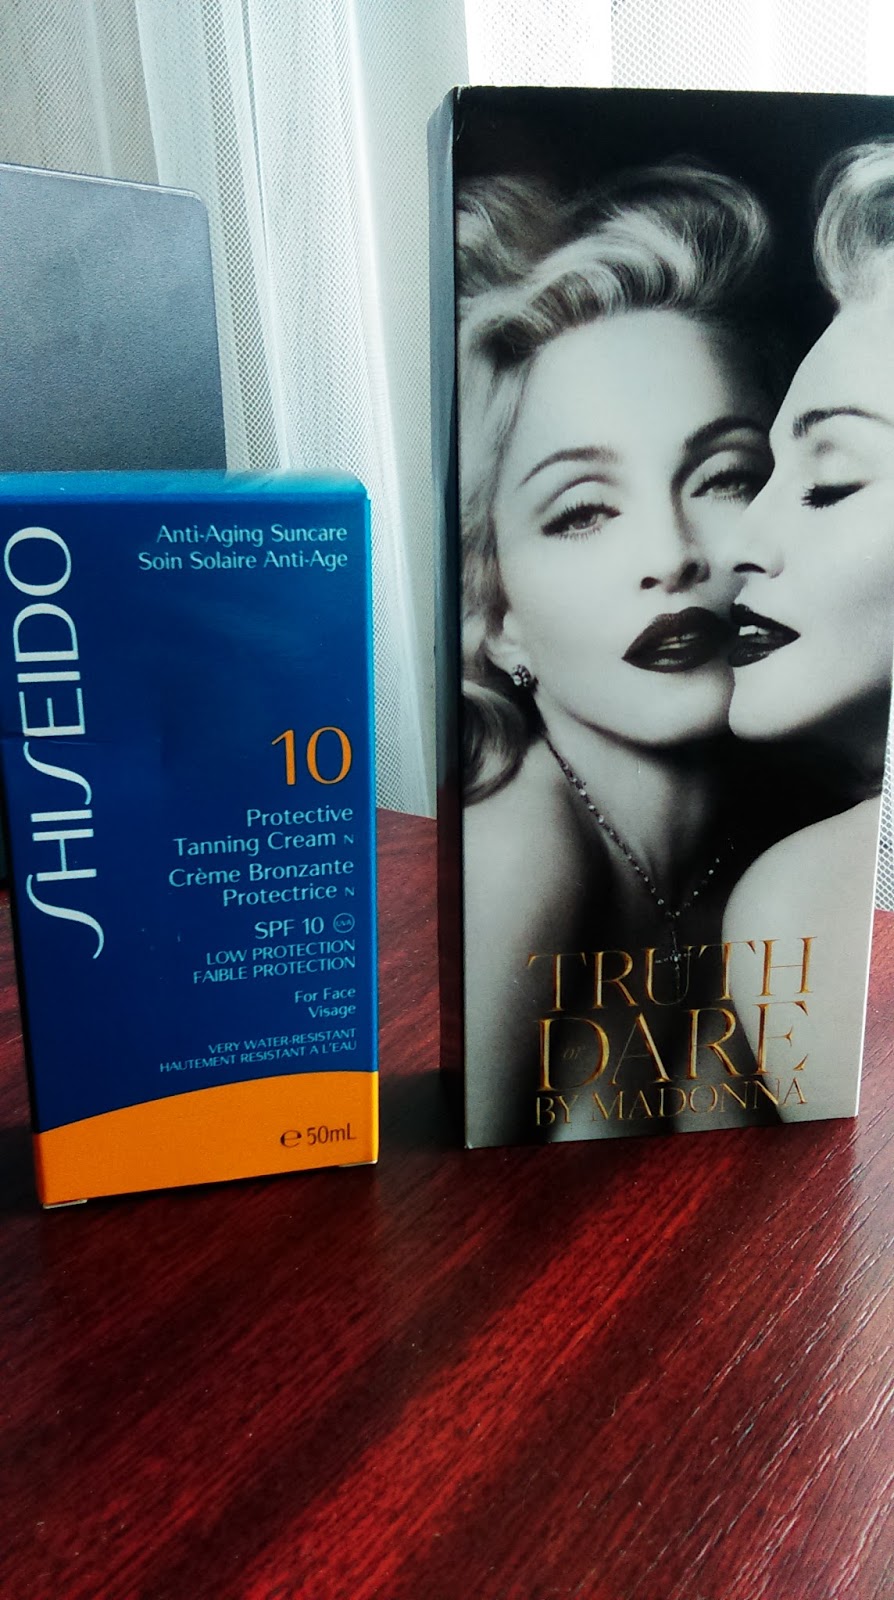 SHISEIDO
Anti-Aging Suncare
Soin Solaire Anti-Age
10
Protective
Tanning Cream N
Crème Bronzante
Protectrice N
SPF 10 UVA
LOW PROTECTION
FAIBLE PROTECTION
For Face
Visage
VERY WATER-RESISTANT
HAUTEMENT RESISTANT A L'EAU
℮ 50mL
TRUTH
or DARE
BY MADONNA